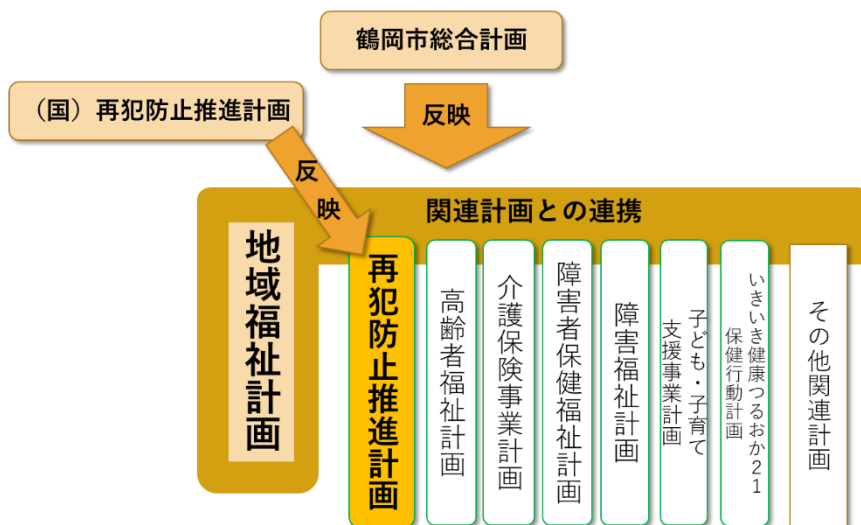 鶴岡市総合計画
（国）再犯防止推進計画
反映
反映
関連計画との連携
地域福祉計画
再犯防止推進計画
高齢者福祉計画
介護保険事業計画
障害者保健福祉計画
障害福祉計画
子ども・子育て
支援事業計画
いきいき健康つるおか21
保健行動計画
その他関連計画